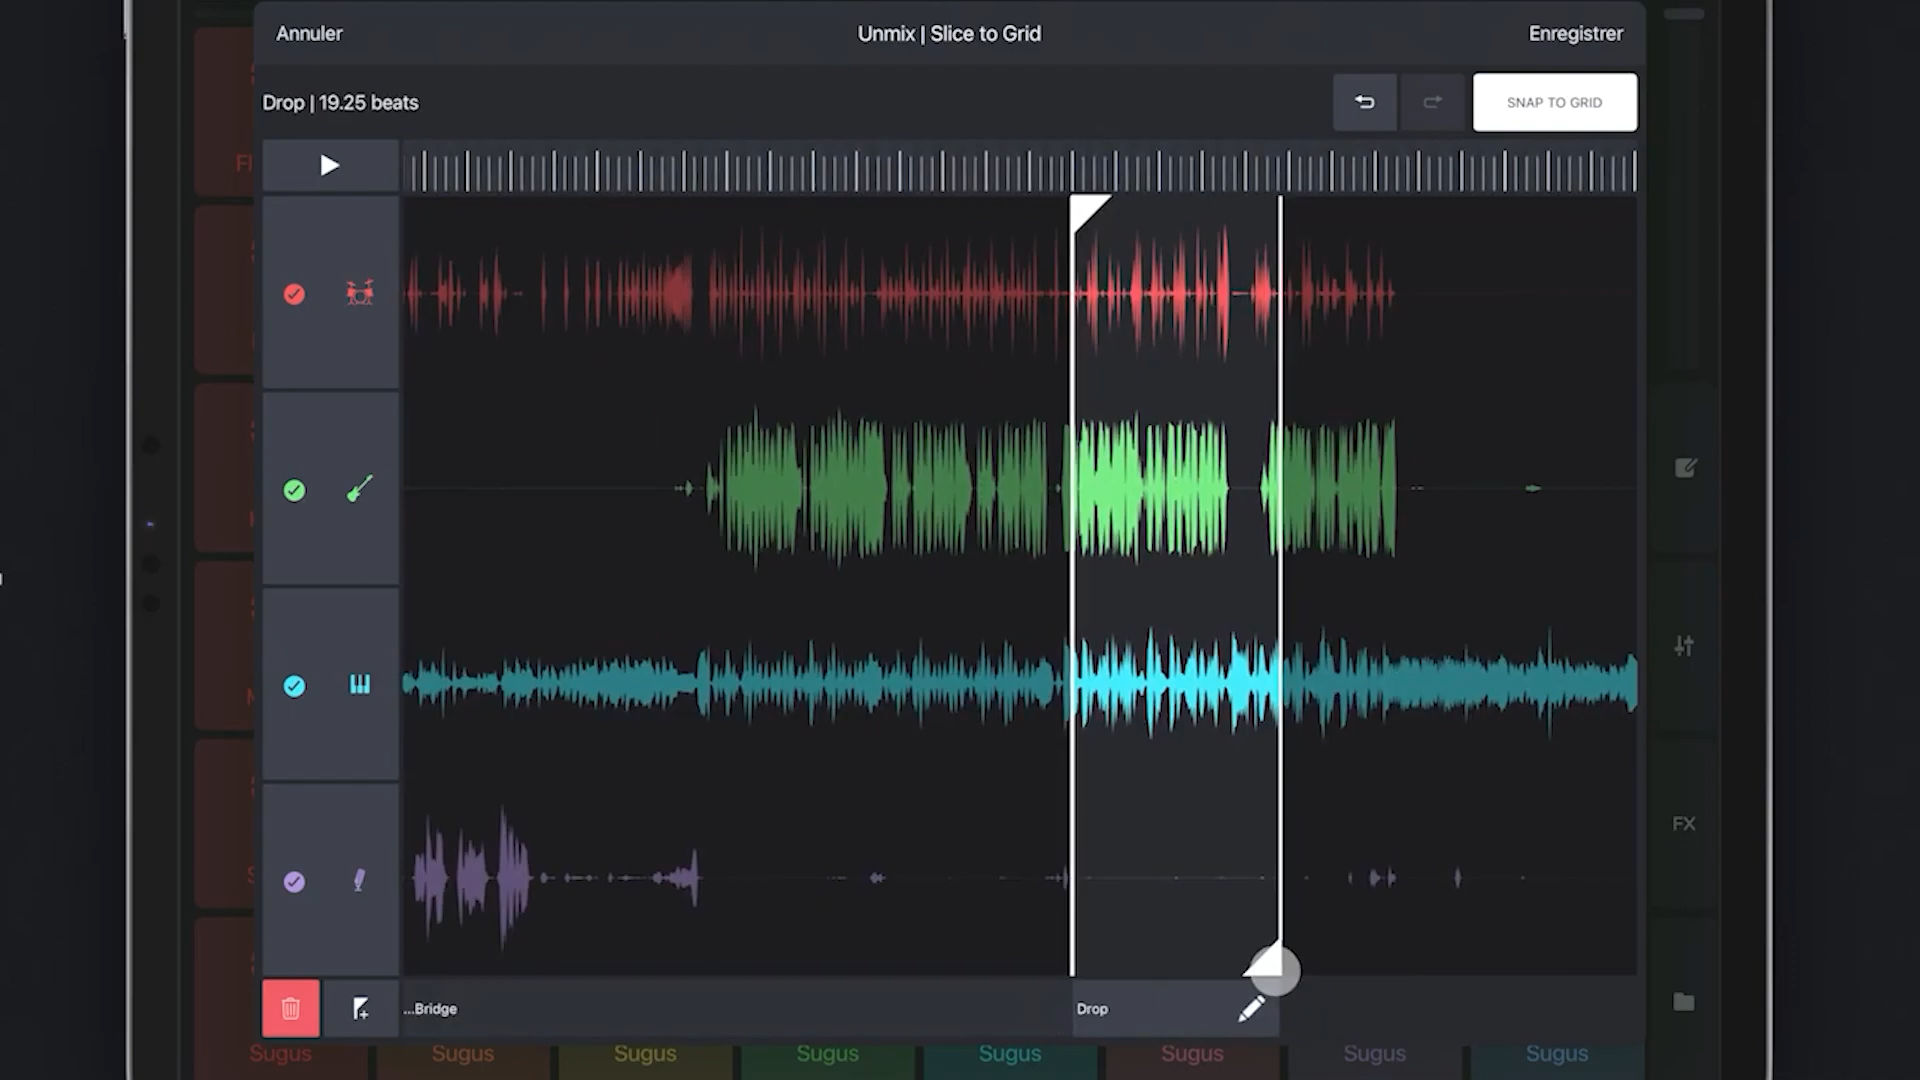 Annuler
Unmix | Slice to Grid
Enregistrer
Drop | 19.25 beats
SNAP TO GRID
FX
...Bridge
Drop
Sugus
Sugus
Sugus
Sugus
Sugus
Sugus
Sugus
Sugus